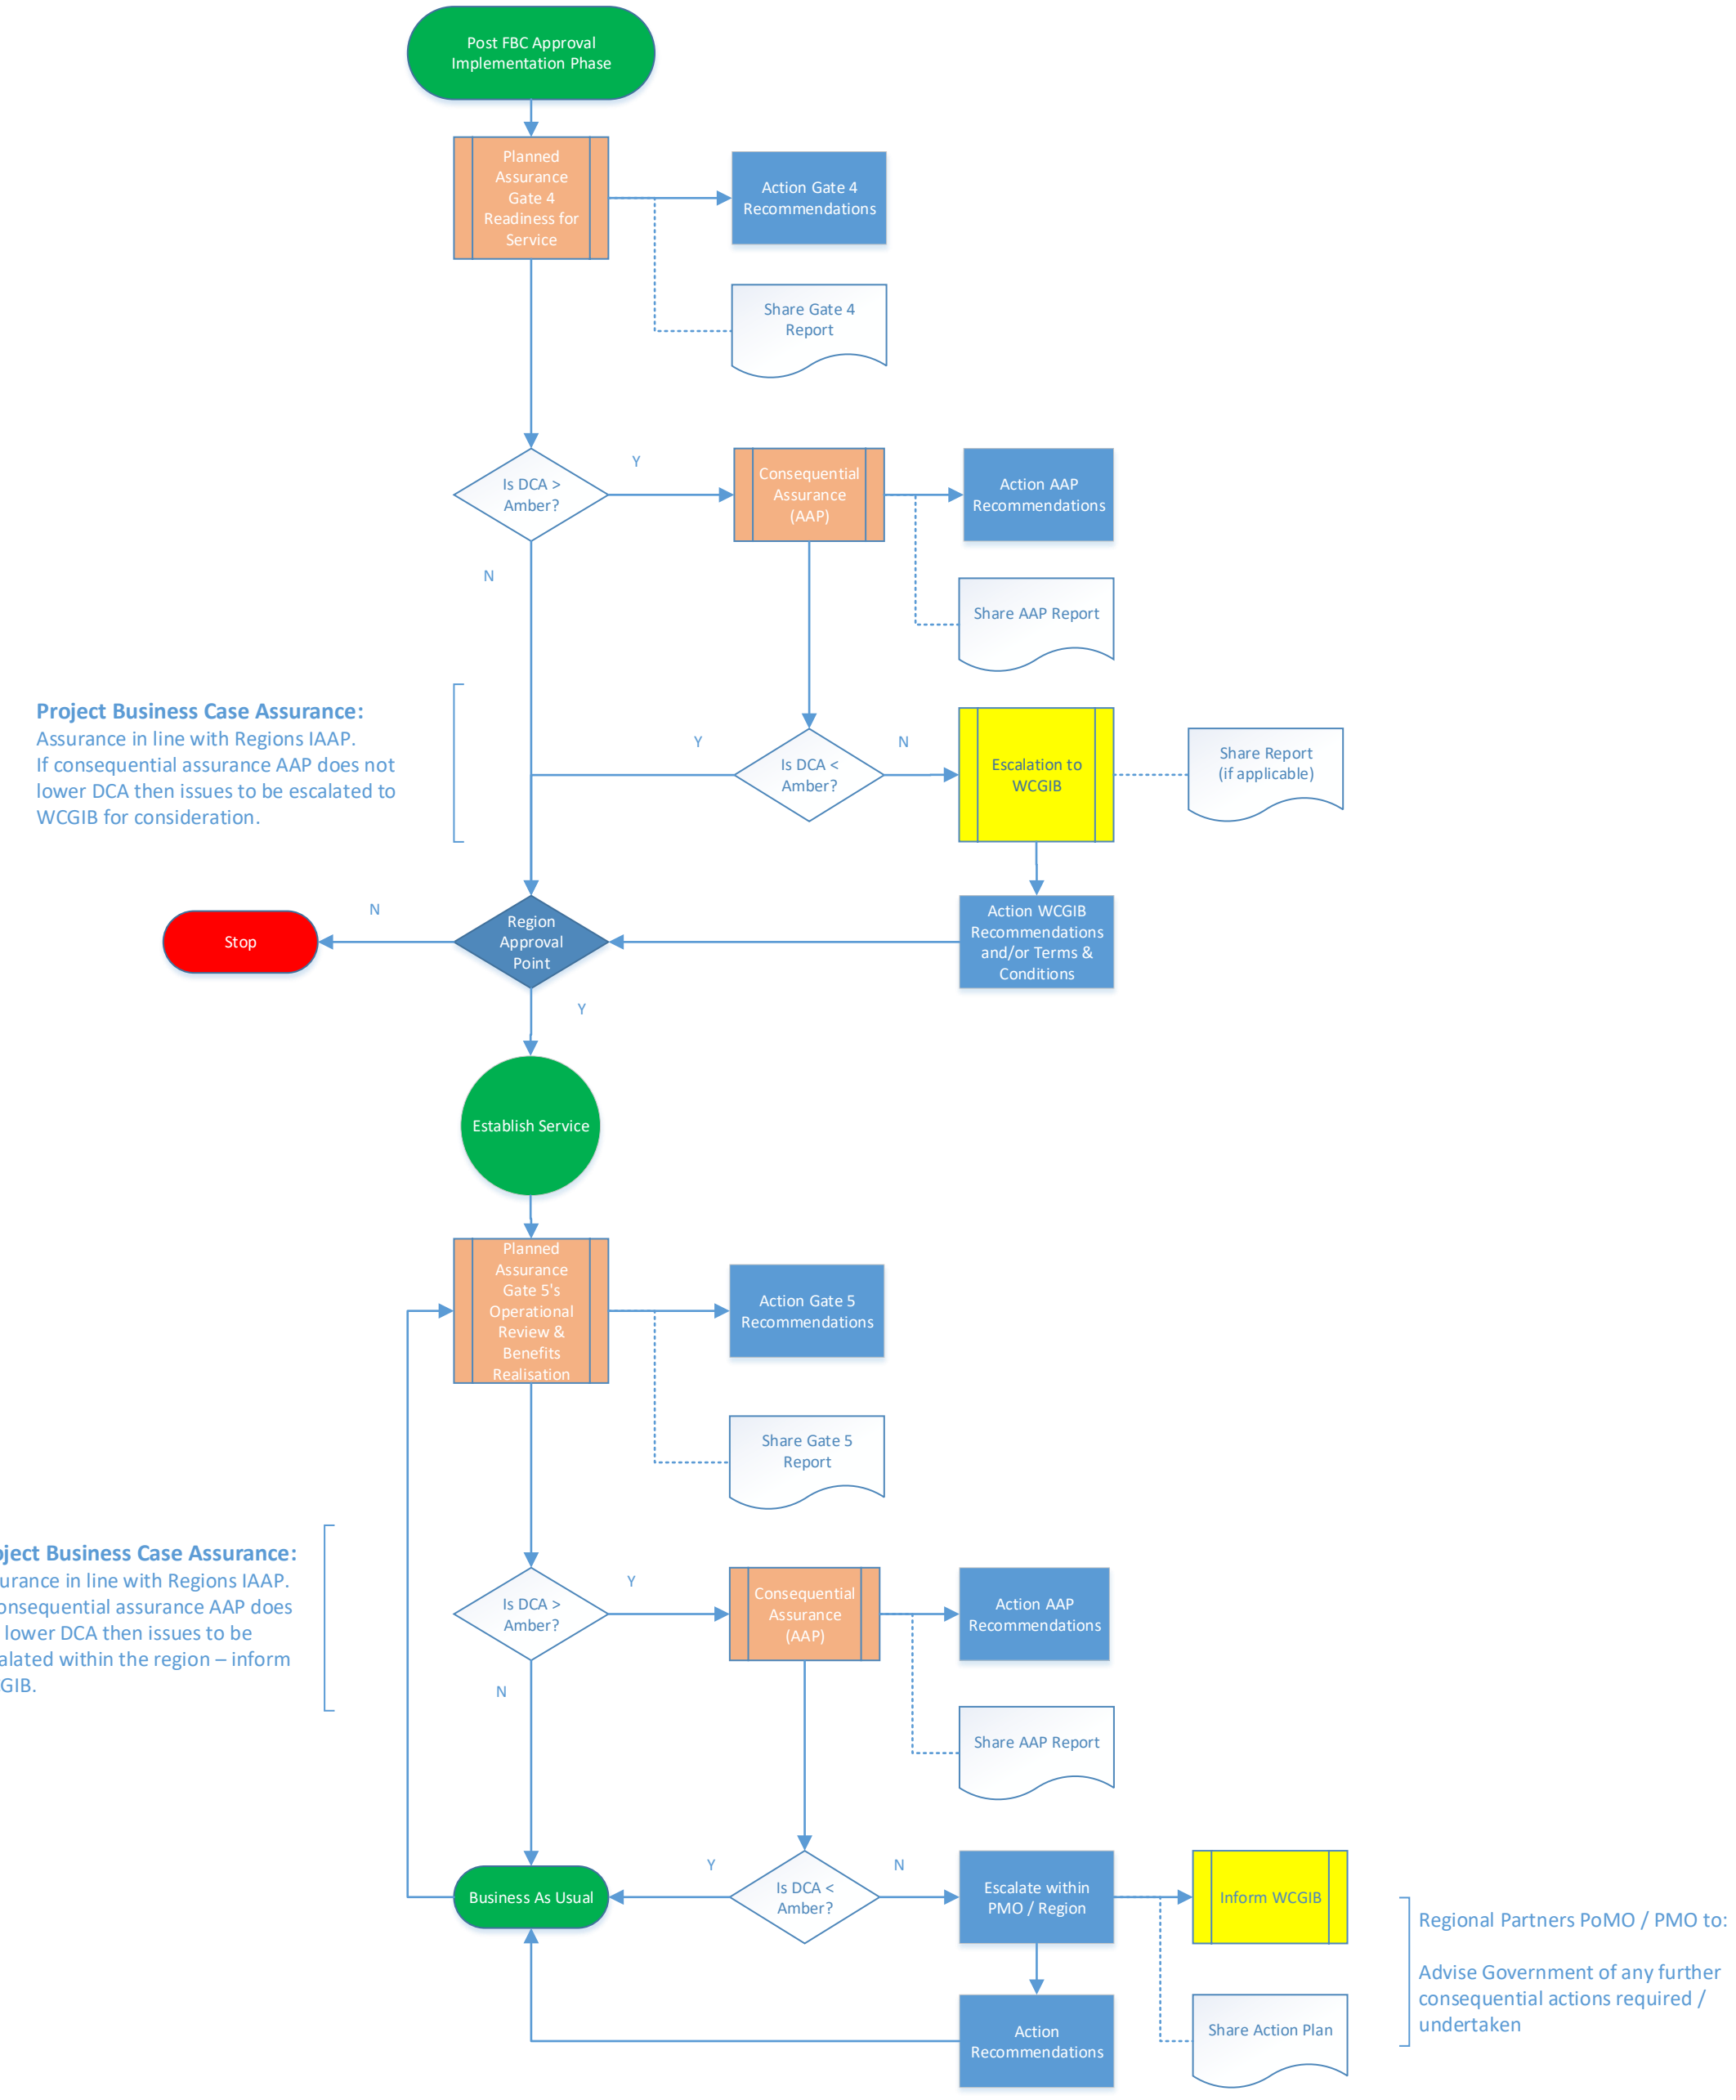 Post FBC Approval
Implementation Phase
Planned
Assurance
Gate 4
Readiness for
Service
Action Gate 4
Recommendations
Share Gate 4
Report
Is DCA >
Amber?
Y
N
Consequential
Assurance
(AAP)
Action AAP
Recommendations
Share AAP Report
Project Business Case Assurance:
Assurance in line with Regions IAAP.
If consequential assurance AAP does not
lower DCA then issues to be escalated to
WCGIB for consideration.
Y
Is DCA <
Amber?
N
Escalation to
WCGIB
Share Report
(if applicable)
Stop
N
Region
Approval
Point
Y
Action WCGIB
Recommendations
and/or Terms &
Conditions
Establish Service
Planned
Assurance
Gate 5's
Operational
Review &
Benefits
Realisation
Action Gate 5
Recommendations
Share Gate 5
Report
ject Business Case Assurance:
urance in line with Regions IAAP.
onsequential assurance AAP does
lower DCA then issues to be
alated within the region – inform
GIB.
Is DCA >
Amber?
Y
N
Consequential
Assurance
(AAP)
Action AAP
Recommendations
Share AAP Report
Business As Usual
Y
Is DCA <
Amber?
N
Escalate within
PMO / Region
Inform WCGIB
Regional Partners PoMO / PMO to:
Advise Government of any further
consequential actions required /
undertaken
Action
Recommendations
Share Action Plan